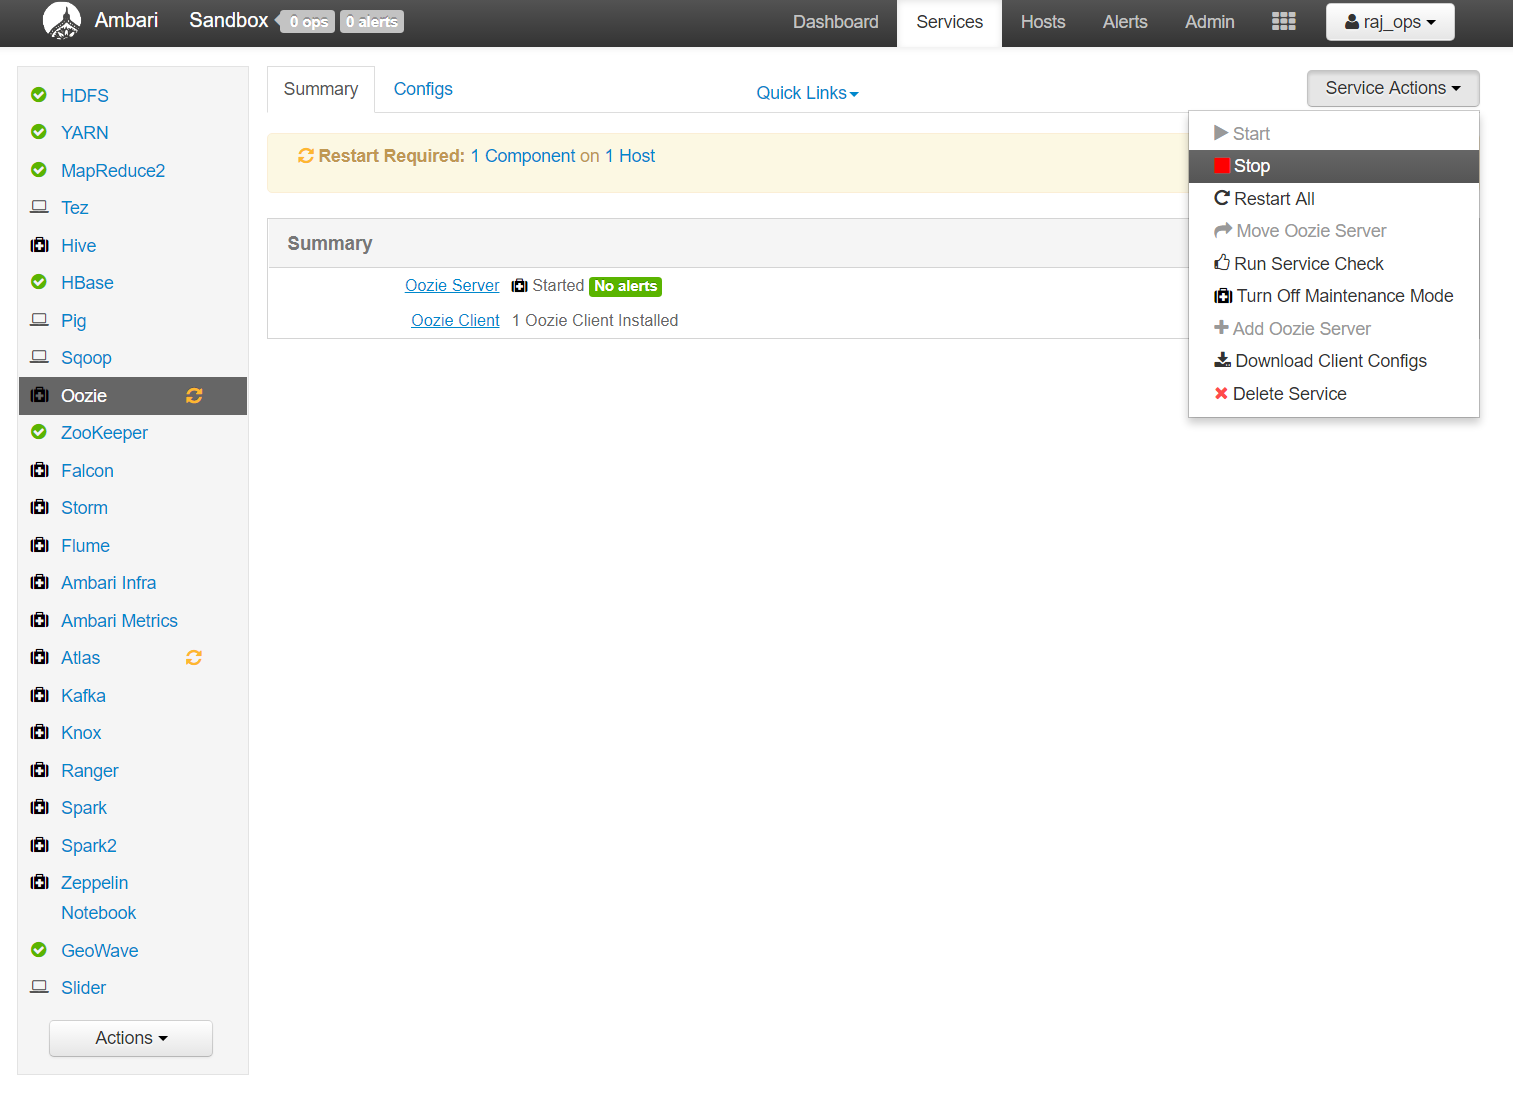 Ambari Sandbox 0 ops 0 alerts Dashboard Services Hosts Alerts Admin raj_ops
HDFS
YARN
MapReduce2
Tez
Hive
HBase
Pig
Sqoop
Oozie
ZooKeeper
Falcon
Storm
Flume
Ambari Infra
Ambari Metrics
Atlas
Kafka
Knox
Ranger
Spark
Spark2
Zeppelin
Notebook
GeoWave
Slider
Actions
Summary Configs Quick Links Service Actions
Restart Required: 1 Component on 1 Host
Summary
Oozie Server Started No alerts
Oozie Client 1 Oozie Client Installed
Start
Stop
Restart All
Move Oozie Server
Run Service Check
Turn Off Maintenance Mode
Add Oozie Server
Download Client Configs
Delete Service